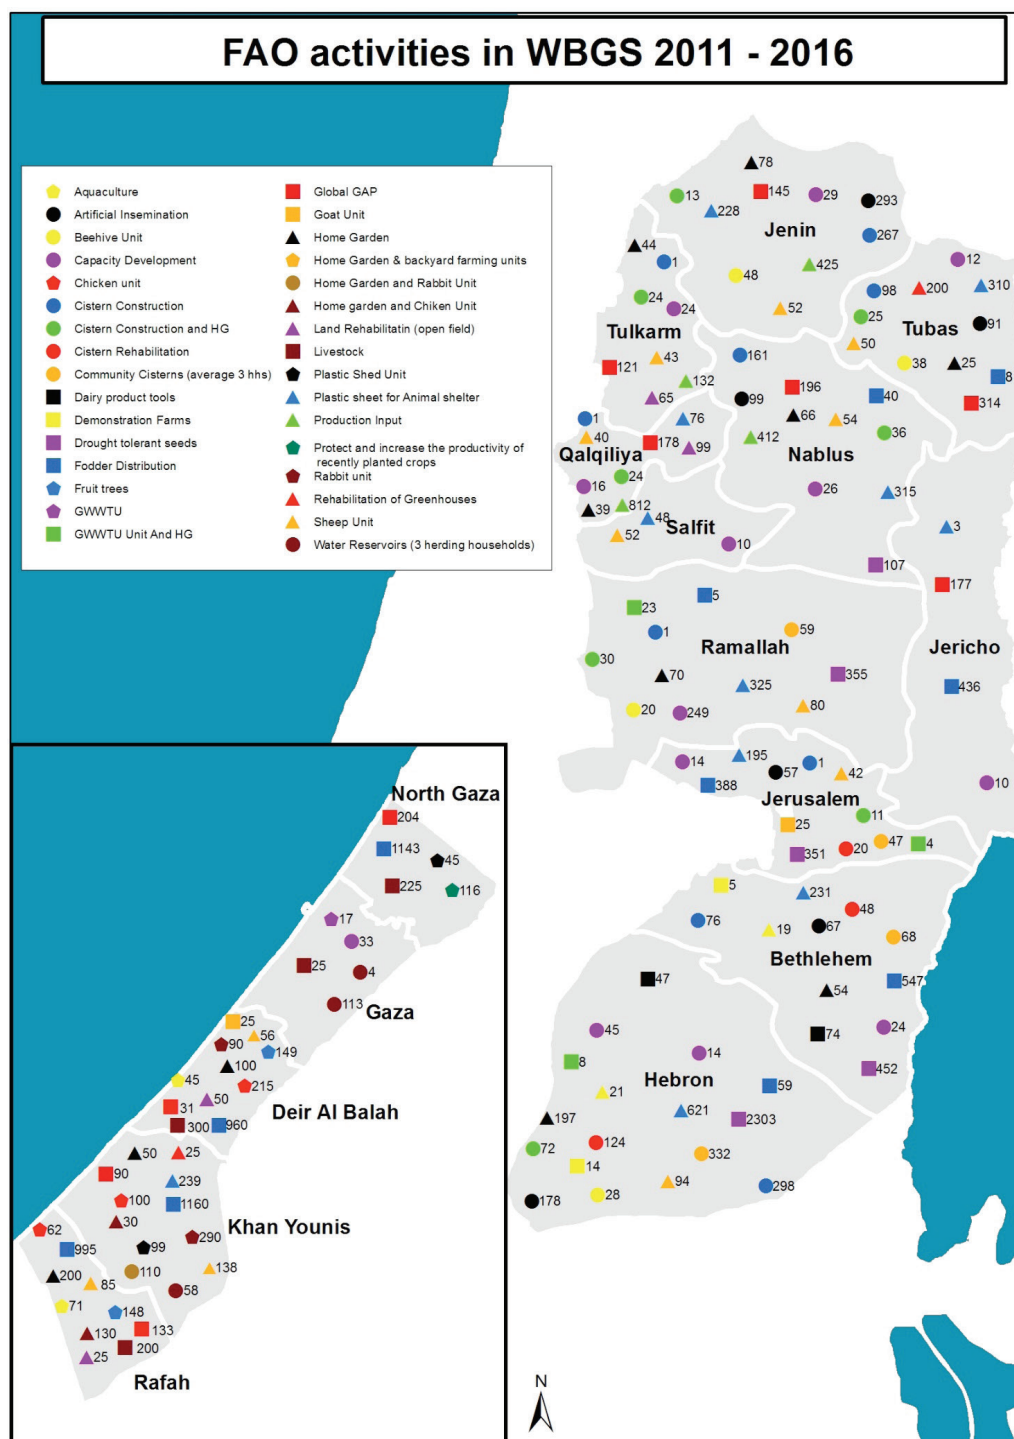 FAO activities in WBGS 2011 - 2016
Aquaculture
Artificial Insemination
Beehive Unit
Capacity Development
Chicken unit
Cistern Construction
Cistern Construction and HG
Cistern Rehabilitation
Community Cisterns (average 3 hhs)
Dairy product tools
Demonstration Farms
Drought tolerant seeds
Fodder Distribution
Fruit trees
GWWTU
GWWTU Unit And HG
Global GAP
Goat Unit
Home Garden
Home Garden & backyard farming units
Home Garden and Rabbit Unit
Home garden and Chiken Unit
Land Rehabilitatin (open field)
Livestock
Plastic Shed Unit
Plastic sheet for Animal shelter
Production Input
Protect and increase the productivity of
recently planted crops
Rabbit unit
Rehabilitation of Greenhouses
Sheep Unit
Water Reservoirs (3 herding households)
78
13
145
29
293
228
Jenin
267
425
48
52
44
1
24
24
Tulkarm
43
121
132
65
12
98
200
310
25
91
Tubas
50
38
25
8
314
161
196
40
99
66
54
36
412
Nablus
26
315
107
1
76
40
178
99
Qalqiliya
24
16
39
812
48
Salfit
52
10
3
177
Jericho
436
10
5
23
1
59
Ramallah
30
70
355
325
80
20
249
14
195
1
57
42
388
Jerusalem
11
25
47
4
20
351
5
231
48
76
67
19
68
Bethlehem
547
54
74
24
452
47
45
14
8
Hebron
59
21
621
197
2303
124
72
332
14
94
298
28
178
North Gaza
204
1143
45
225
116
17
33
25
4
113
Gaza
25
56
90
149
100
45
215
50
31
Deir Al Balah
300
960
50
25
90
239
100
1160
30
Khan Younis
290
99
138
110
58
62
995
200
85
71
148
130
133
200
25
Rafah
N